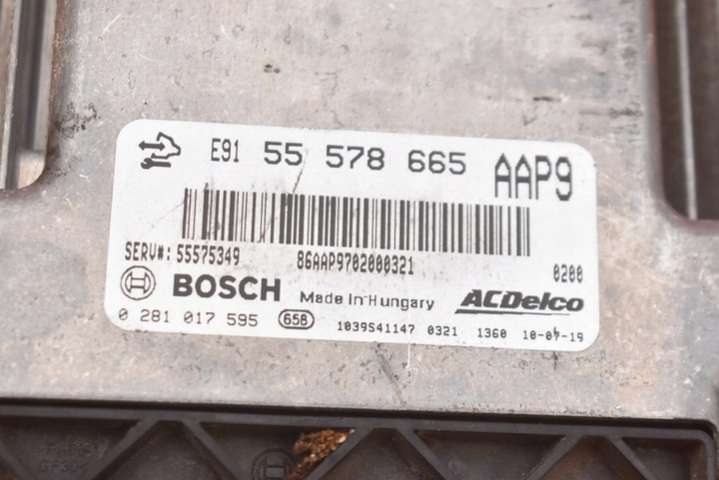 E91 55 578 665 AAP9
SERV#: 55575349 86AAP9702000321 0200
BOSCH Made in Hungary ACDelco
0 281 017 595 658 1039S41147 0321 1360 10-07-19